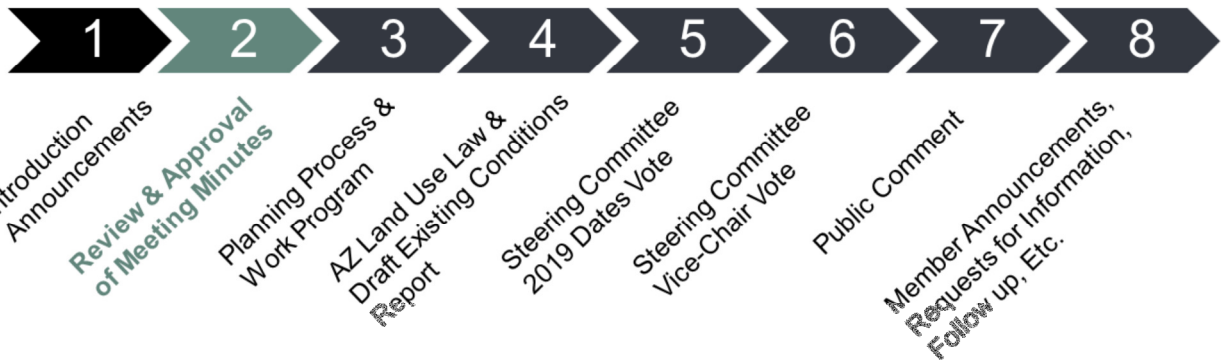 1 2 3 4 5 6 7 8
Introduction
Announcements
Review & Approval
of Meeting Minutes
Planning Process &
Work Program
AZ Land Use Law &
Draft Existing Conditions
Report
Steering Committee
2019 Dates Vote
Steering Committee
Vice-Chair Vote
Public Comment
Member Announcements,
Requests for Information,
Follow up, Etc.